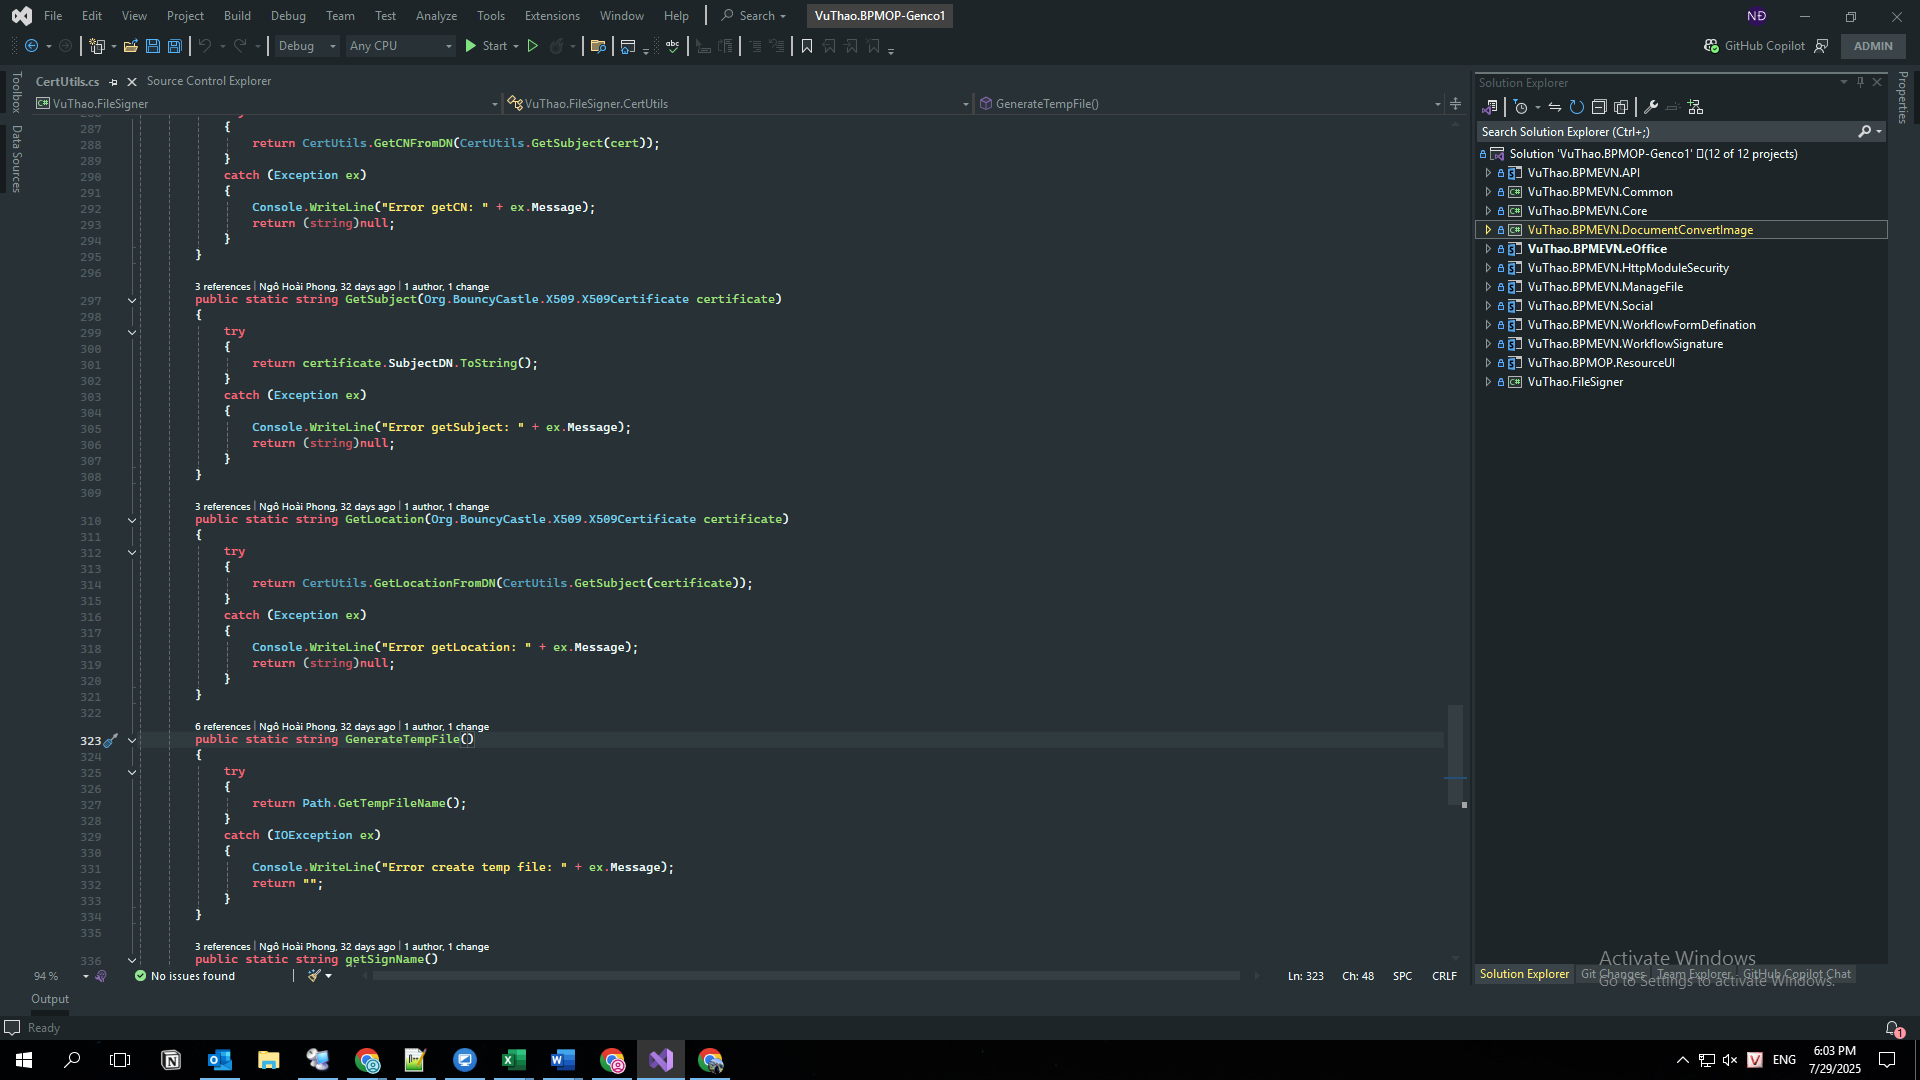 File Edit View Project Build Debug Team Test Analyze Tools Extensions Window Help Search VuThao.BPMOP-Genco1 NĐ
Debug Any CPU Start GitHub Copilot ADMIN
Toolbox
Data Sources
CertUtils.cs Source Control Explorer
VuThao.FileSigner VuThao.FileSigner.CertUtils GenerateTempFile()
287 {
288 return CertUtils.GetCNFromDN(CertUtils.GetSubject(cert));
289 }
290 catch (Exception ex)
291 {
292 Console.WriteLine("Error getCN: " + ex.Message);
293 return (string)null;
294 }
295 }
296
3 references | Ngô Hoài Phong, 32 days ago | 1 author, 1 change
297 public static string GetSubject(Org.BouncyCastle.X509.X509Certificate certificate)
298 {
299 try
300 {
301 return certificate.SubjectDN.ToString();
302 }
303 catch (Exception ex)
304 {
305 Console.WriteLine("Error getSubject: " + ex.Message);
306 return (string)null;
307 }
308 }
309
3 references | Ngô Hoài Phong, 32 days ago | 1 author, 1 change
310 public static string GetLocation(Org.BouncyCastle.X509.X509Certificate certificate)
311 {
312 try
313 {
314 return CertUtils.GetLocationFromDN(CertUtils.GetSubject(certificate));
315 }
316 catch (Exception ex)
317 {
318 Console.WriteLine("Error getLocation: " + ex.Message);
319 return (string)null;
320 }
321 }
322
6 references | Ngô Hoài Phong, 32 days ago | 1 author, 1 change
323 public static string GenerateTempFile()
324 {
325 try
326 {
327 return Path.GetTempFileName();
328 }
329 catch (IOException ex)
330 {
331 Console.WriteLine("Error create temp file: " + ex.Message);
332 return "";
333 }
334 }
335
3 references | Ngô Hoài Phong, 32 days ago | 1 author, 1 change
336 public static string getSignName()
94 % No issues found Ln: 323 Ch: 48 SPC CRLF
Output
Ready
Solution Explorer
Properties
Search Solution Explorer (Ctrl+;)
Solution 'VuThao.BPMOP-Genco1' (12 of 12 projects)
VuThao.BPMEVN.API
VuThao.BPMEVN.Common
VuThao.BPMEVN.Core
VuThao.BPMEVN.DocumentConvertImage
VuThao.BPMEVN.eOffice
VuThao.BPMEVN.HttpModuleSecurity
VuThao.BPMEVN.ManageFile
VuThao.BPMEVN.Social
VuThao.BPMEVN.WorkflowFormDefination
VuThao.BPMEVN.WorkflowSignature
VuThao.BPMOP.ResourceUI
VuThao.FileSigner
Activate Windows
Go to Settings to activate Windows.
Solution Explorer Git Changes Team Explorer GitHub Copilot Chat
1
ENG
6:03 PM
7/29/2025